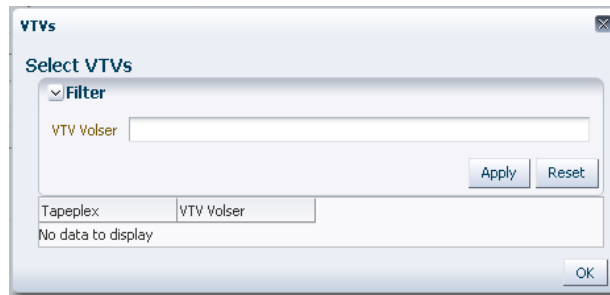 VTVs
Select VTVs
Filter
VTV Volser
Apply Reset
Tapeplex VTV Volser
No data to display
OK